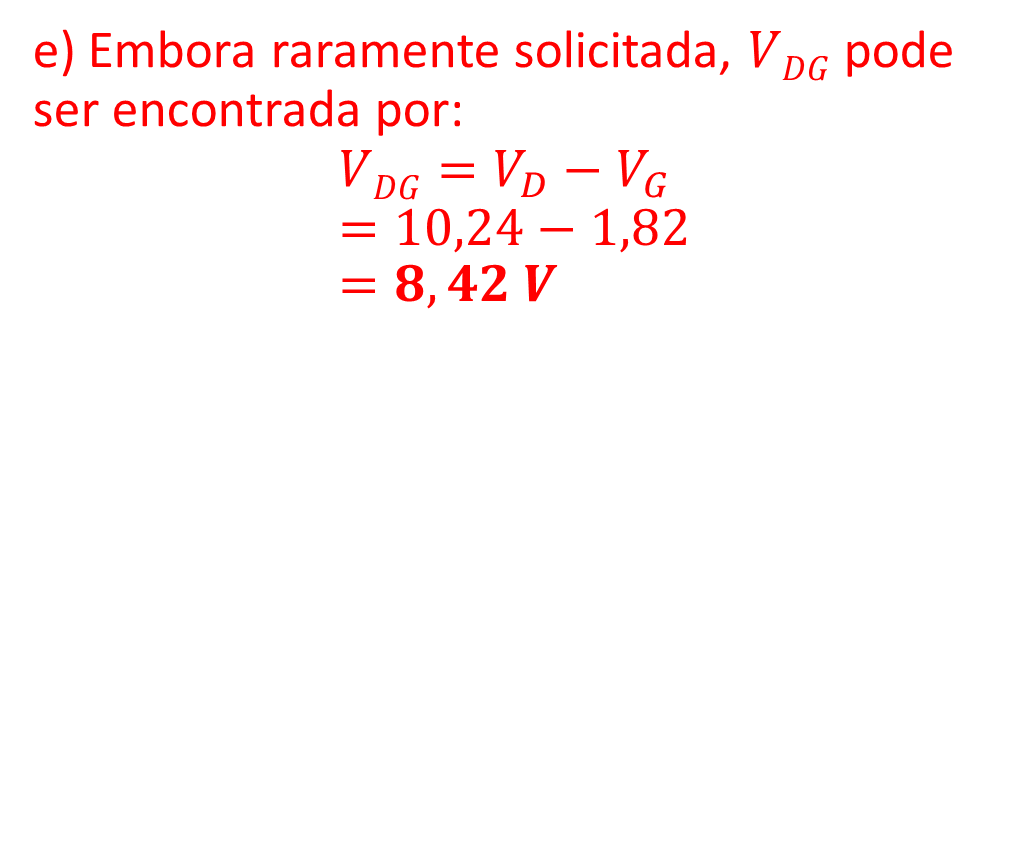 e) Embora raramente solicitada, V_DG pode
ser encontrada por:
V_DG = V_D − V_G
= 10,24 − 1,82
= 8,42 V